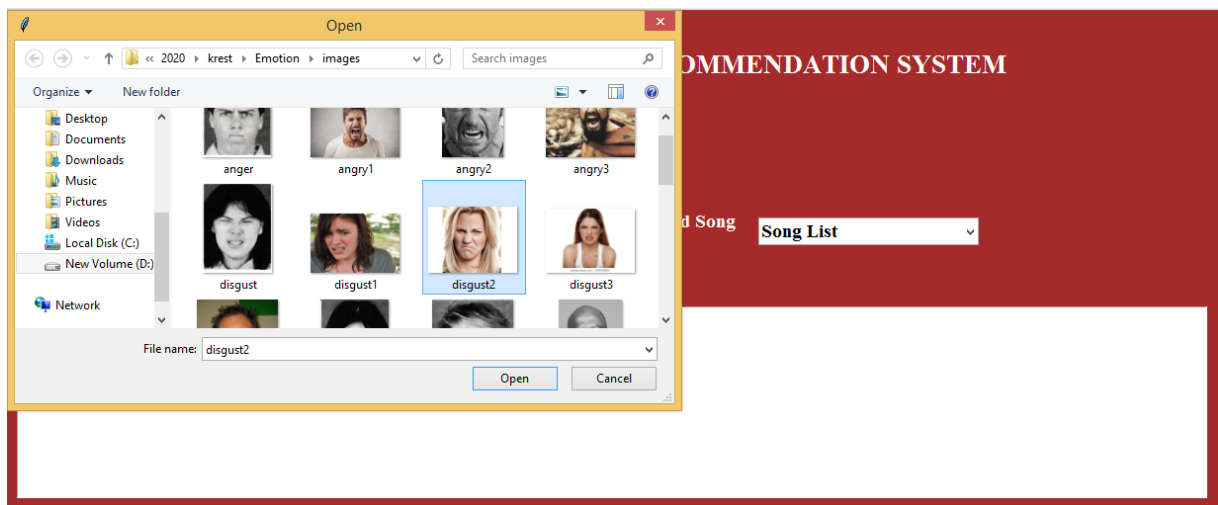 Open
« 2020 ▸ krest ▸ Emotion ▸ images
Search images
OMMENDATION SYSTEM
Organize
New folder
Desktop
Documents
Downloads
Music
Pictures
Videos
Local Disk (C:)
New Volume (D:)
Network
anger
angry1
angry2
angry3
disgust
disgust1
disgust2
disgust3
d Song
Song List
File name:
disgust2
Open
Cancel